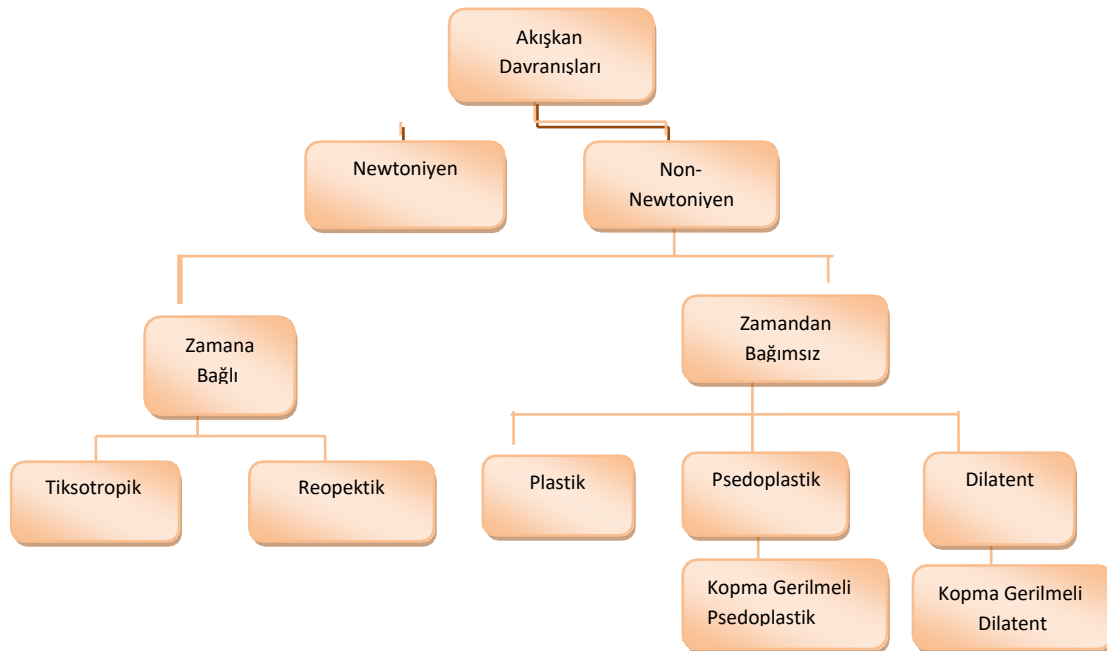 Akışkan
Davranışları
Newtoniyen
Non-
Newtoniyen
Zamana
Bağlı
Zamandan
Bağımsız
Tiksotropik
Reopektik
Plastik
Psedoplastik
Dilatent
Kopma Gerilmeli
Psedoplastik
Kopma Gerilmeli
Dilatent